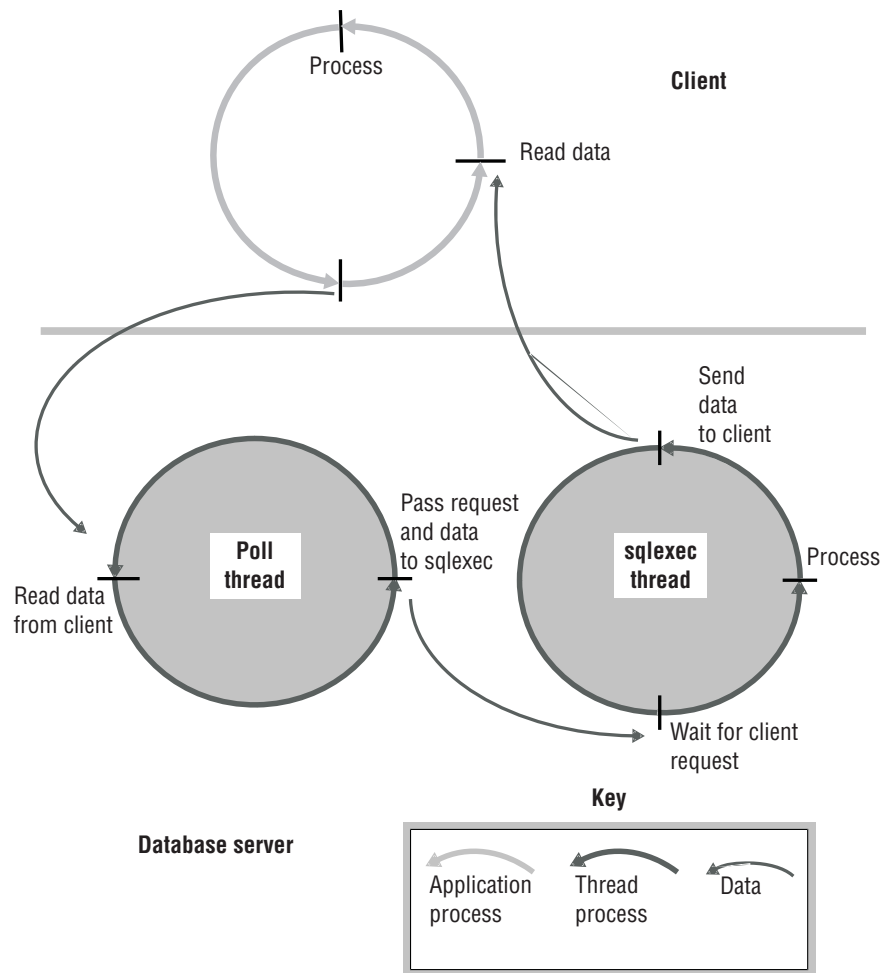 Process
Client
Read data
Send
data
to client
Pass request
and data
to sqlexec
Poll
thread
sqlexec
thread
Process
Read data
from client
Wait for client
request
Key
Database server
Application
process
Thread
process
Data